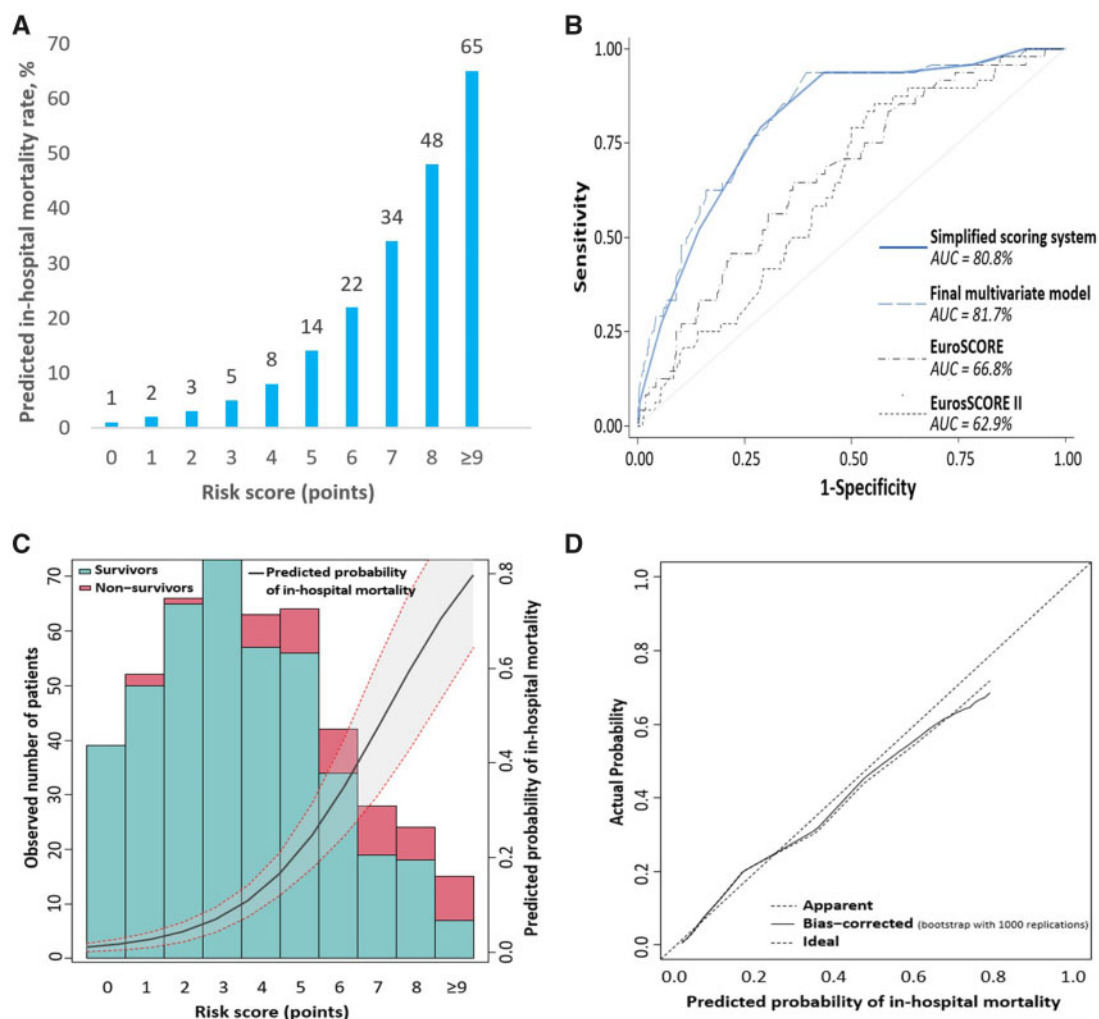 A
Predicted in-hospital mortality rate, %
70
60
50
40
30
20
10
0
1
2
3
5
8
14
22
34
48
65
0 1 2 3 4 5 6 7 8 ≥9
Risk score (points)
B
Sensitivity
1.00
0.75
0.50
0.25
0.00
Simplified scoring system
AUC = 80.8%
Final multivariate model
AUC = 81.7%
EuroSCORE
AUC = 66.8%
EurosSCORE II
AUC = 62.9%
0.00 0.25 0.50 0.75 1.00
1-Specificity
C
Survivors
Non-survivors
Predicted probability
of in-hospital mortality
Observed number of patients
70
60
50
40
30
20
10
0
Predicted probability of in-hospital mortality
0.8
0.6
0.4
0.2
0.0
0 1 2 3 4 5 6 7 8 ≥9
Risk score (points)
D
Actual Probability
1.0
0.8
0.6
0.4
0.2
0.0
Apparent
Bias-corrected (bootstrap with 1000 replications)
Ideal
0.0 0.2 0.4 0.6 0.8 1.0
Predicted probability of in-hospital mortality